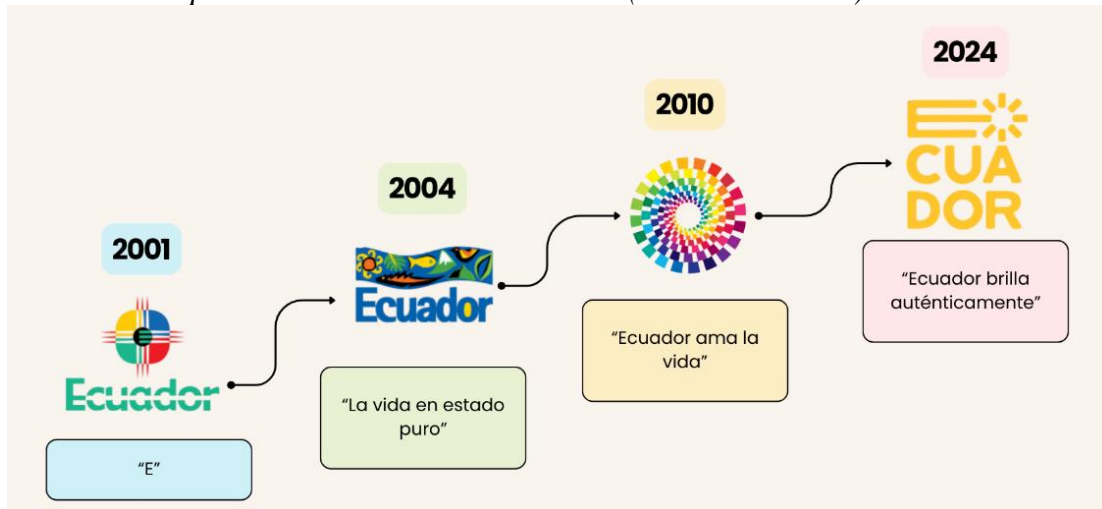 2001
Ecuador
“E”
2004
Ecuador
“La vida en estado
puro”
2010
“Ecuador ama la
vida”
2024
E
CUA
DOR
“Ecuador brilla
auténticamente”